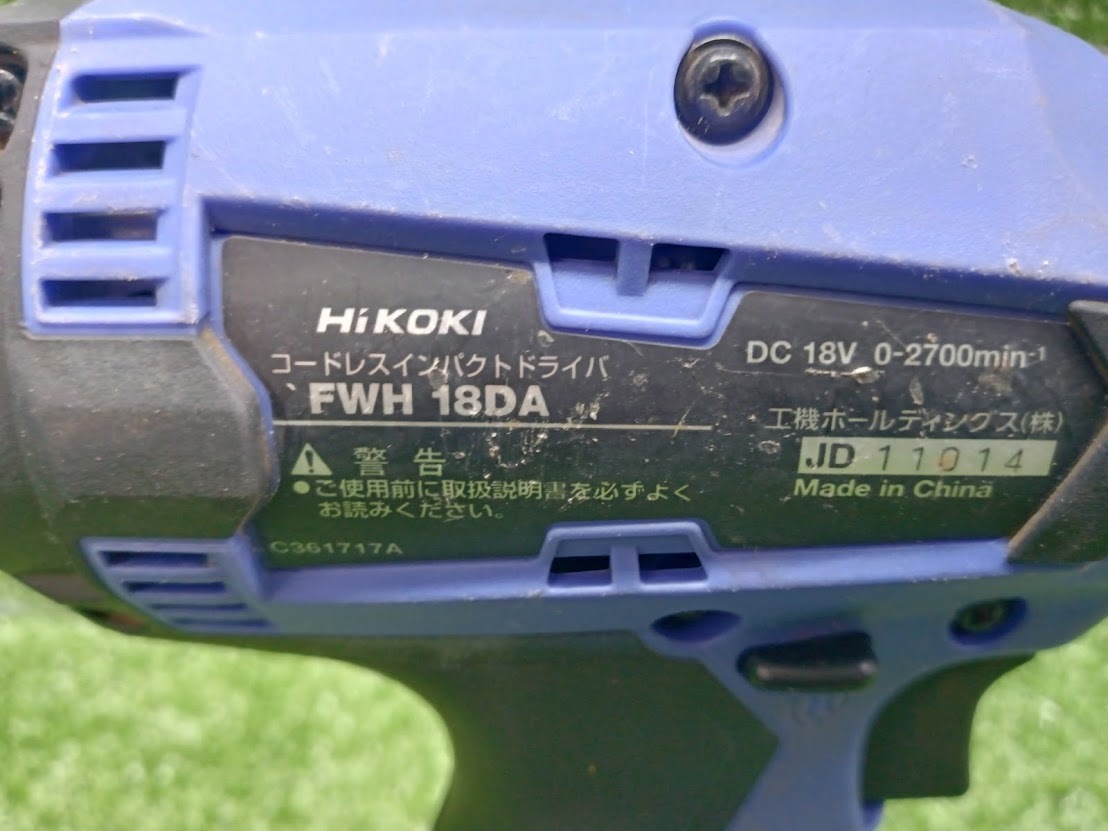 HiKOKI
コードレスインパクトドライバ
FWH 18DA
警告
●ご使用前に取扱説明書を必ずよく
お読みください。
C361717A
DC 18V 0-2700min⁻¹
工機ホールディングス(株)
JD 11014
Made in China